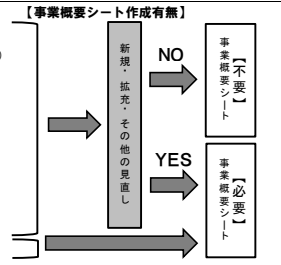 【事業概要シート作成有無】
)
新規・拡充・その他の見直し
NO
【不要】
事業概要シート
YES
【必要】
事業概要シート